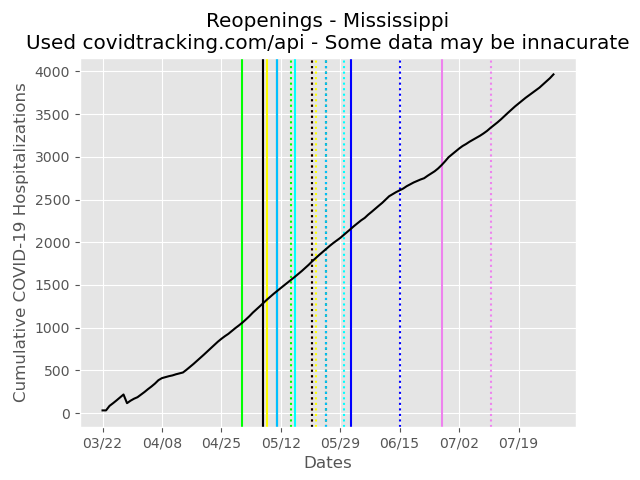 Reopenings - Mississippi
Used covidtracking.com/api - Some data may be innacurate
Cumulative COVID-19 Hospitalizations
4000
3500
3000
2500
2000
1500
1000
500
0
03/22 04/08 04/25 05/12 05/29 06/15 07/02 07/19
Dates